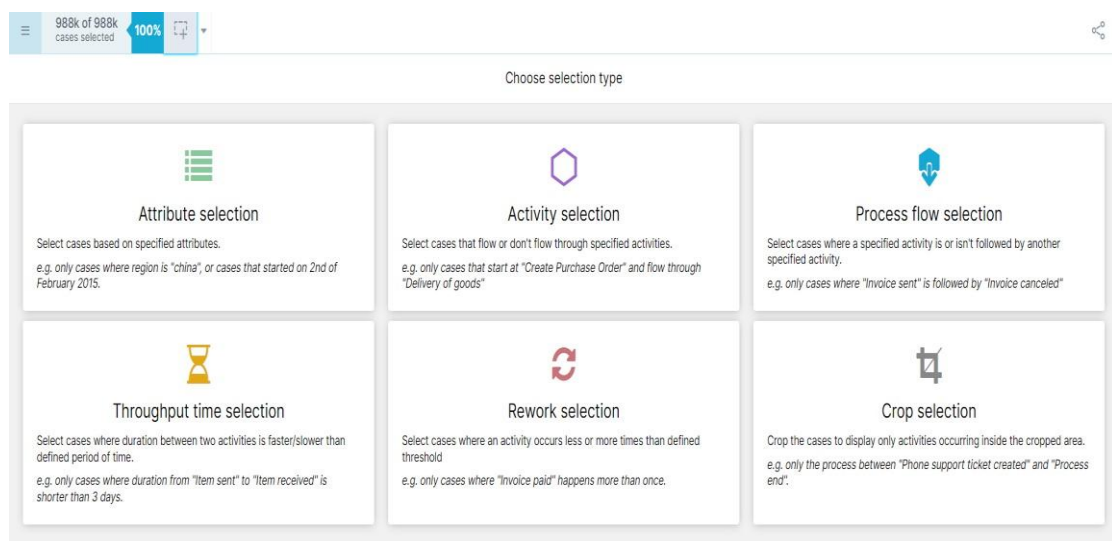 988k of 988k
cases selected
100%
Choose selection type
Attribute selection
Select cases based on specified attributes.
e.g. only cases where region is "china", or cases that started on 2nd of
February 2015.
Activity selection
Select cases that flow or don't flow through specified activities.
e.g. only cases that start at "Create Purchase Order" and flow through
"Delivery of goods"
Process flow selection
Select cases where a specified activity is or isn't followed by another
specified activity.
e.g. only cases where "Invoice sent" is followed by "Invoice canceled"
Throughput time selection
Select cases where duration between two activities is faster/slower than
defined period of time.
e.g. only cases where duration from "Item sent" to "Item received" is
shorter than 3 days.
Rework selection
Select cases where an activity occurs less or more times than defined
threshold
e.g. only cases where "Invoice paid" happens more than once.
Crop selection
Crop the cases to display only activities occurring inside the cropped area.
e.g. only the process between "Phone support ticket created" and "Process
end".